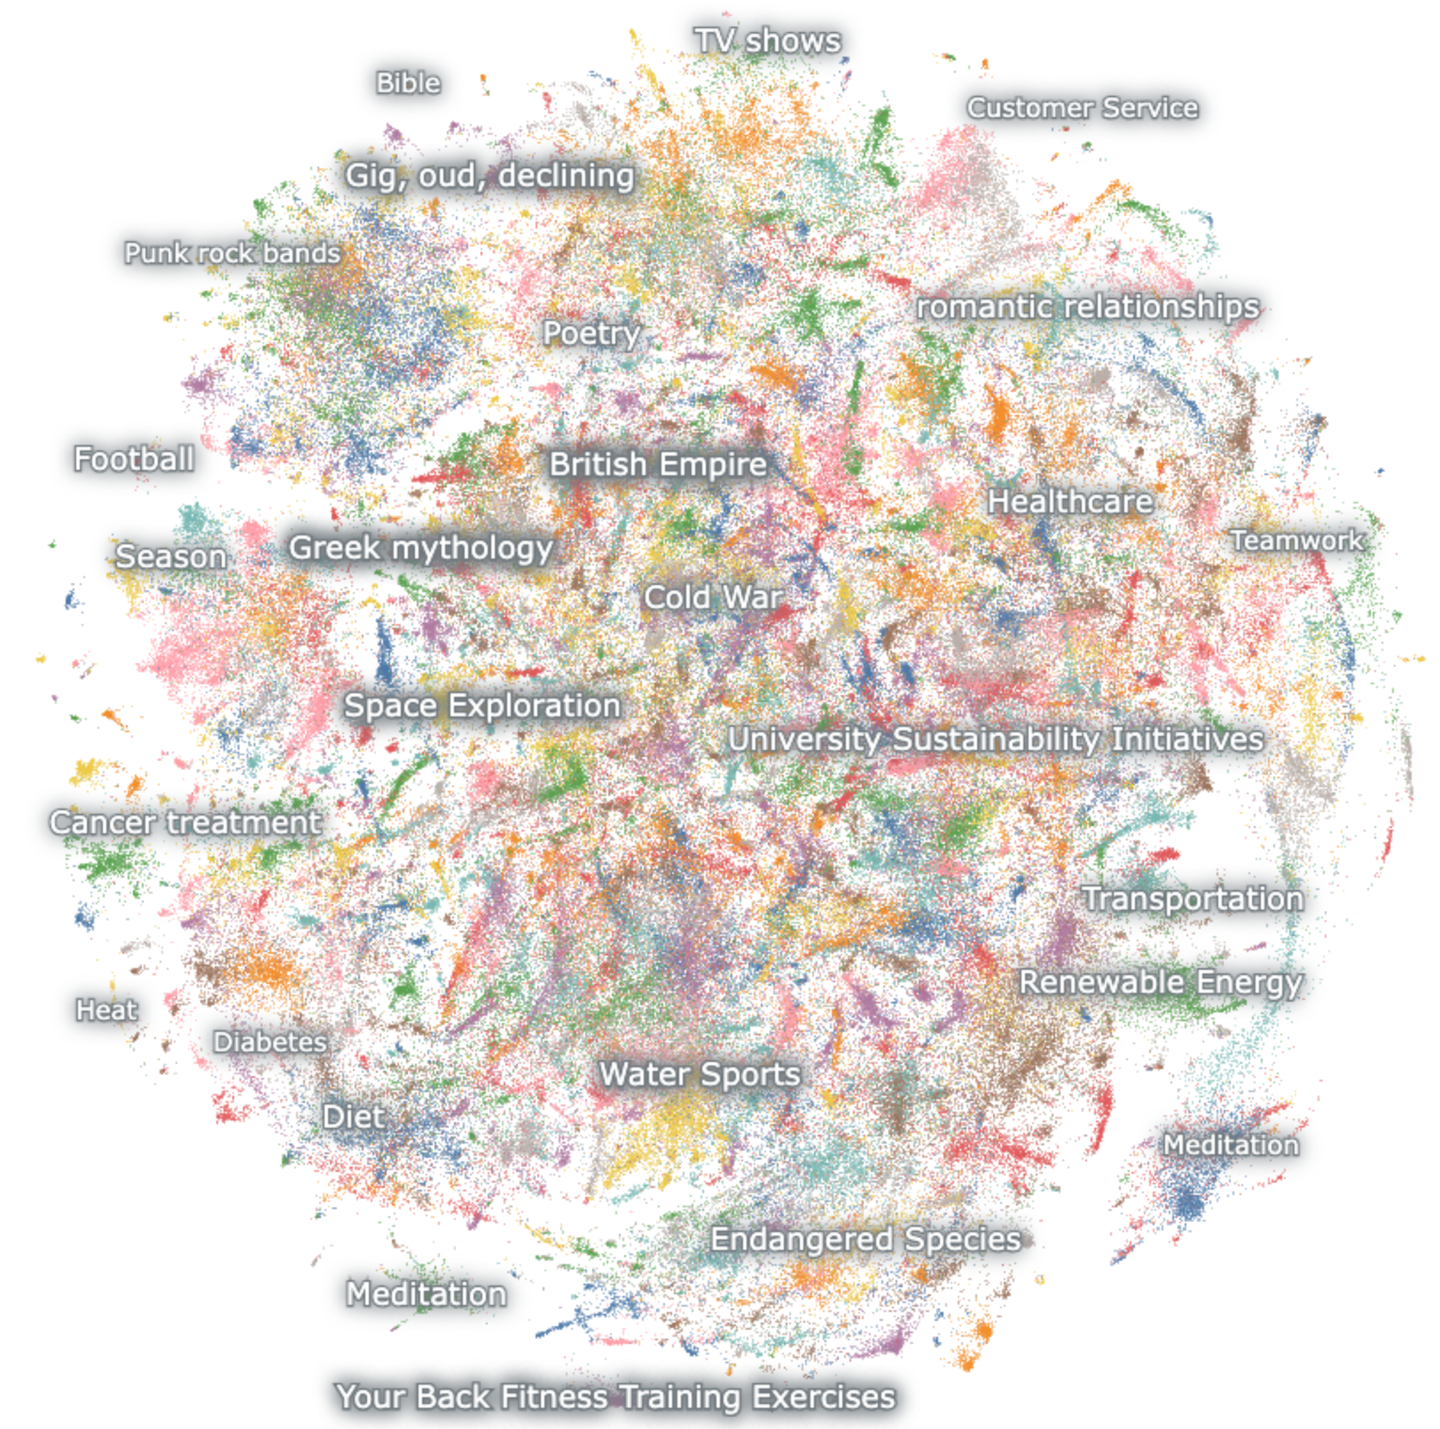 TV shows
Bible
Customer Service
Gig, oud, declining
Punk rock bands
romantic relationships
Poetry
Football
British Empire
Healthcare
Teamwork
Season
Greek mythology
Cold War
Space Exploration
University Sustainability Initiatives
Cancer treatment
Transportation
Renewable Energy
Heat
Diabetes
Water Sports
Diet
Meditation
Endangered Species
Meditation
Your Back Fitness Training Exercises